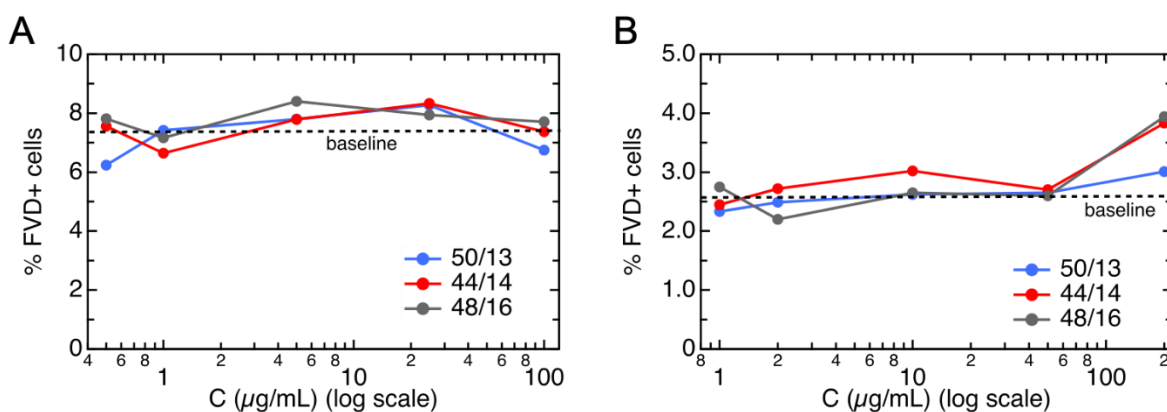 A
10
8
6
4
2
0
% FVD+ cells
baseline
50/13
44/14
48/16
4 6 8 1 2 4 6 8 10 2 4 6 8 100
C (µg/mL) (log scale)
B
5.0
4.0
3.0
2.0
1.0
0
% FVD+ cells
baseline
50/13
44/14
48/16
8 1 2 4 6 8 10 2 4 6 8 100 2
C (µg/mL) (log scale)